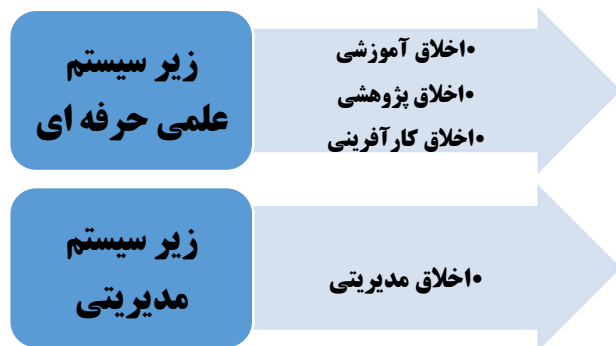 زیر سیستم
علمی حرفه ای
•اخلاق آموزشی
•اخلاق پژوهشی
•اخلاق کارآفرینی
زیر سیستم
مدیریتی
•اخلاق مدیریتی